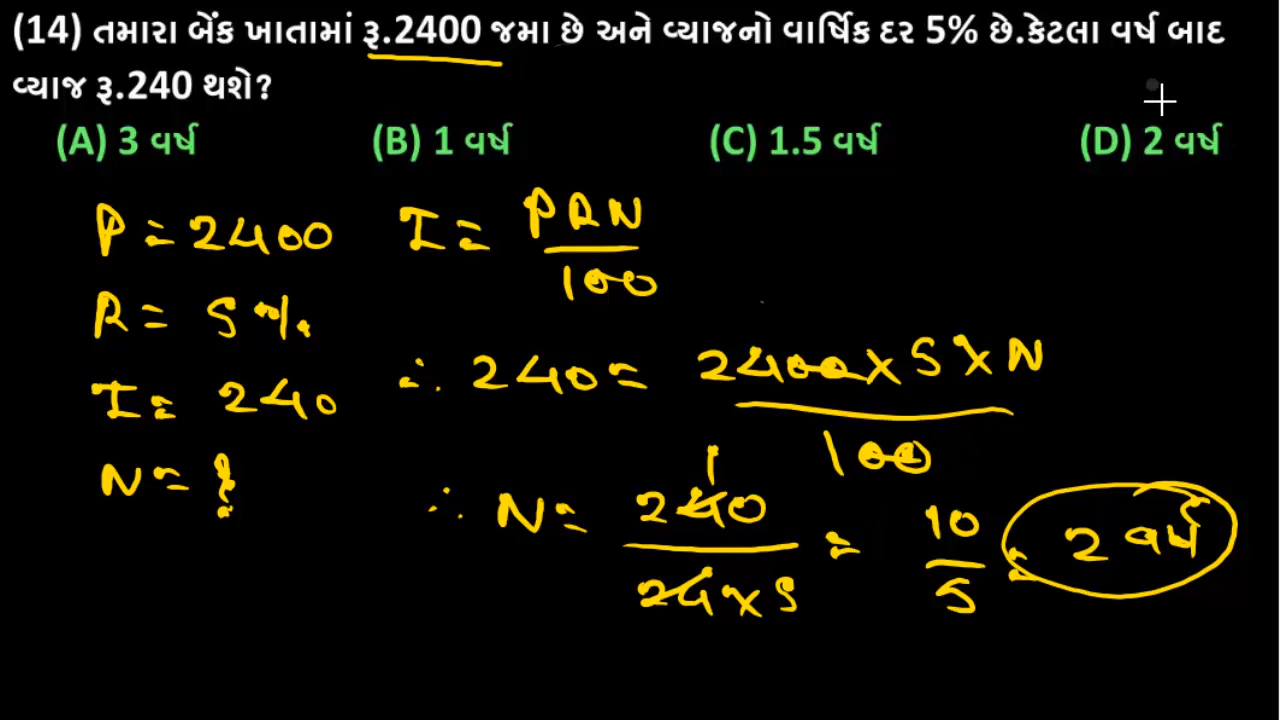 (14) તમારા બેંક ખાતામાં રૂ.2400 જમા છે અને વ્યાજનો વાર્ષિક દર 5% છે.કેટલા વર્ષ બાદ
વ્યાજ રૂ.240 થશે?
(A) 3 વર્ષ (B) 1 વર્ષ (C) 1.5 વર્ષ (D) 2 વર્ષ
P = 2400
R = 5%
I = 240
N = ?
I = PRN / 100
∴ 240 = 2400 x 5 x N / 100
∴ N = 240 / 24 x 5 = 10 / 5 = 2 વર્ષ